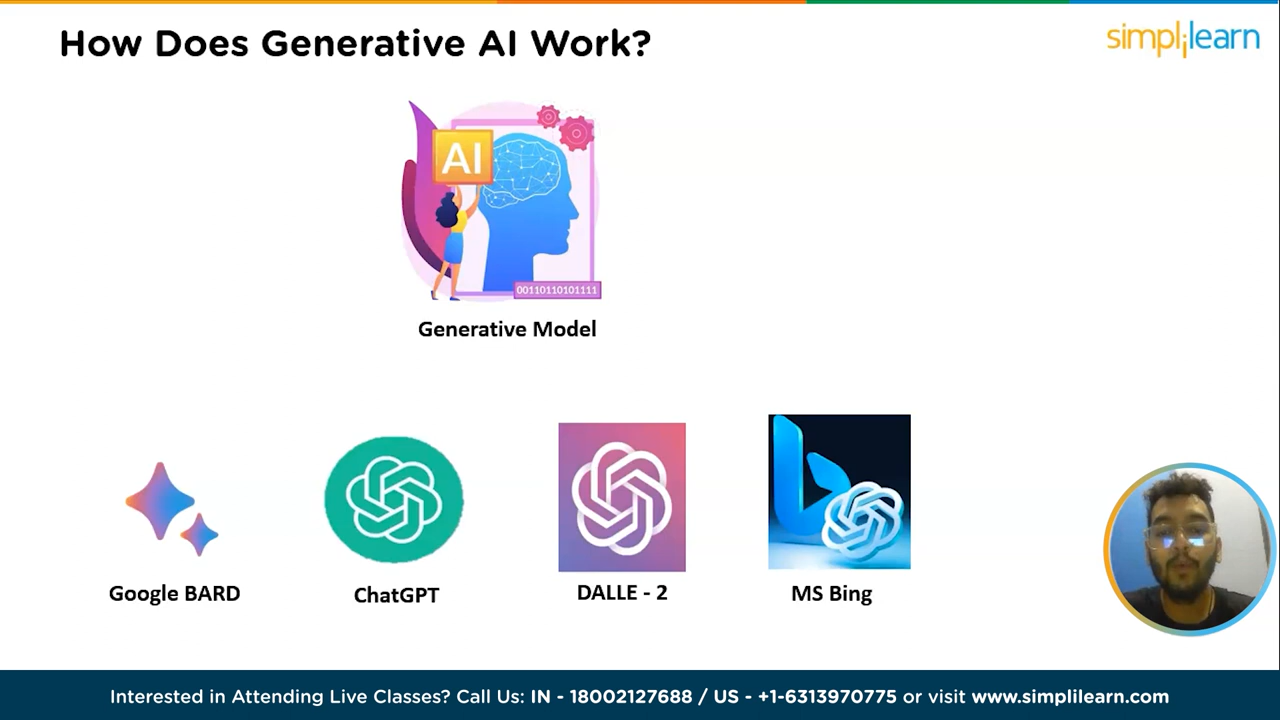 How Does Generative AI Work?
simplilearn
AI
00110110101111
Generative Model
Google BARD
ChatGPT
DALLE - 2
MS Bing
Interested in Attending Live Classes? Call Us: IN - 18002127688 / US - +1-6313970775 or visit www.simplilearn.com